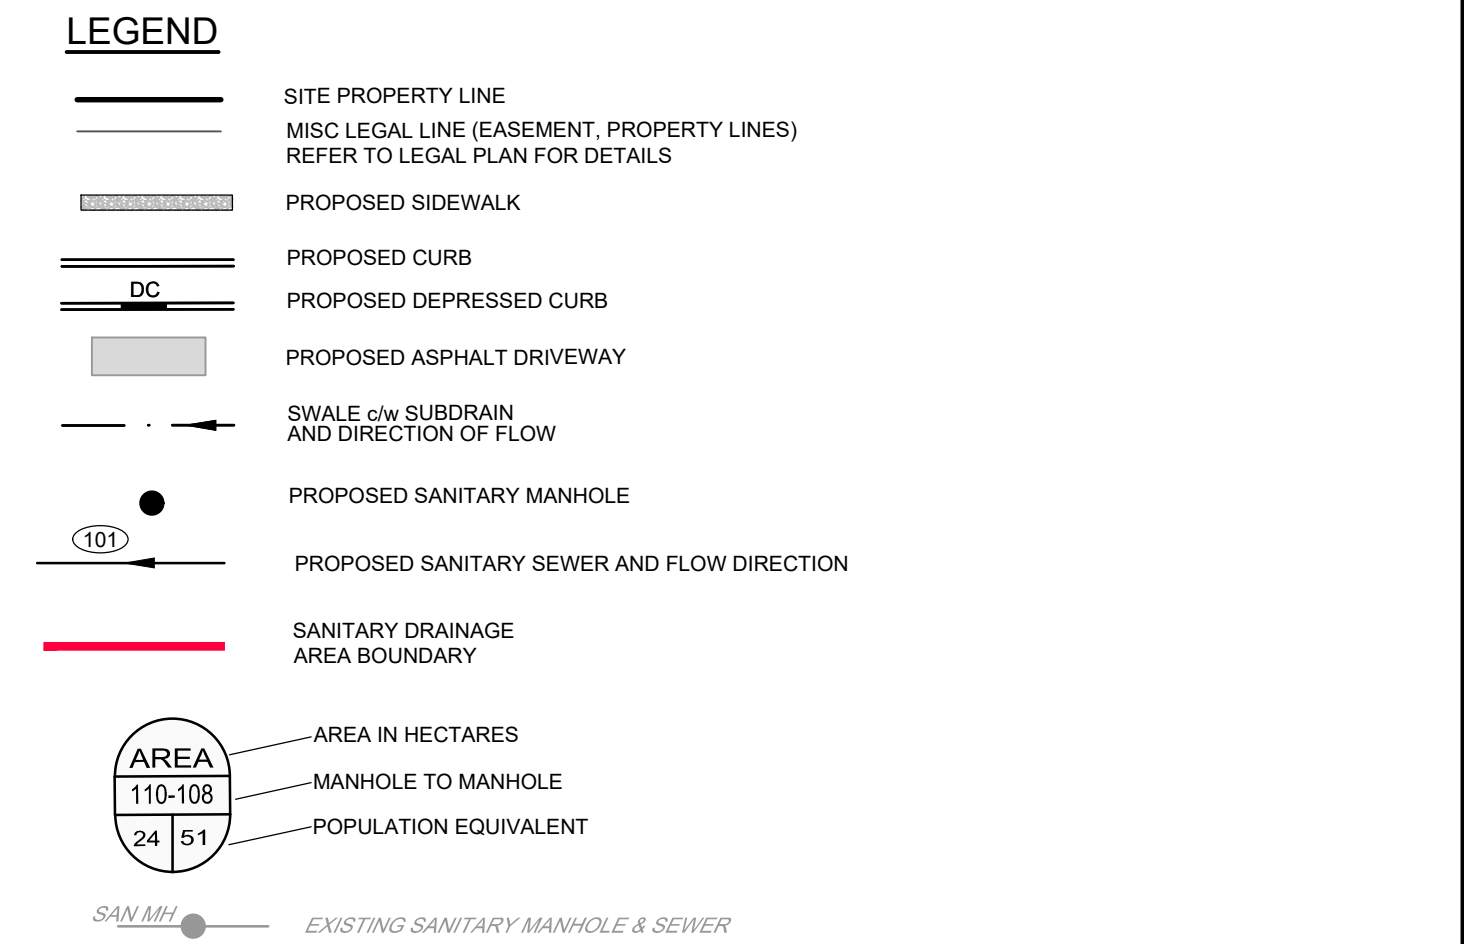 LEGEND
SITE PROPERTY LINE
MISC LEGAL LINE (EASEMENT, PROPERTY LINES)
REFER TO LEGAL PLAN FOR DETAILS
PROPOSED SIDEWALK
PROPOSED CURB
DC
PROPOSED DEPRESSED CURB
PROPOSED ASPHALT DRIVEWAY
SWALE c/w SUBDRAIN
AND DIRECTION OF FLOW
PROPOSED SANITARY MANHOLE
101
PROPOSED SANITARY SEWER AND FLOW DIRECTION
SANITARY DRAINAGE
AREA BOUNDARY
AREA IN HECTARES
AREA
MANHOLE TO MANHOLE
110-108
POPULATION EQUIVALENT
24 51
SAN MH
EXISTING SANITARY MANHOLE & SEWER